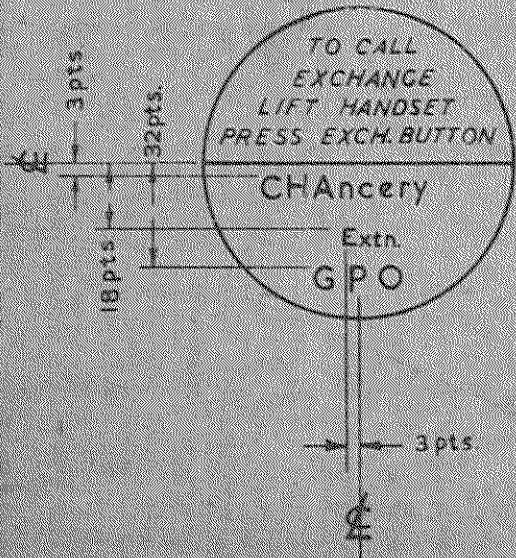 TO CALL
EXCHANGE
LIFT HANDSET
PRESS EXCH. BUTTON
CHAncery
Extn.
GPO
3pts
32pts.
18pts
3pts
℄
℄